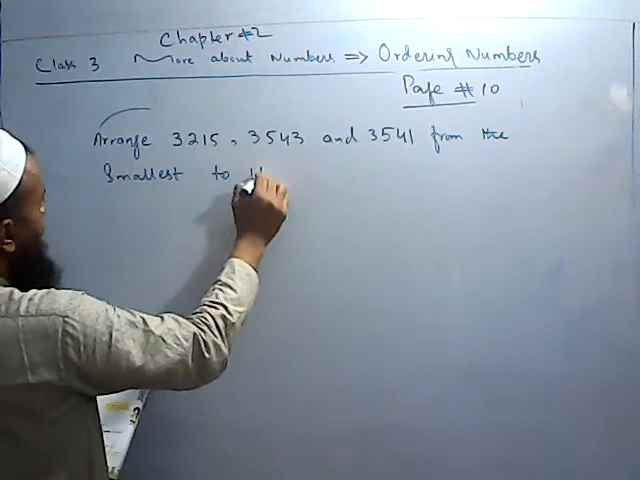 Chapter #2
Class 3 More about Numbers => Ordering Numbers
Page # 10
Arrange 3215, 3543 and 3541 from the
Smallest to